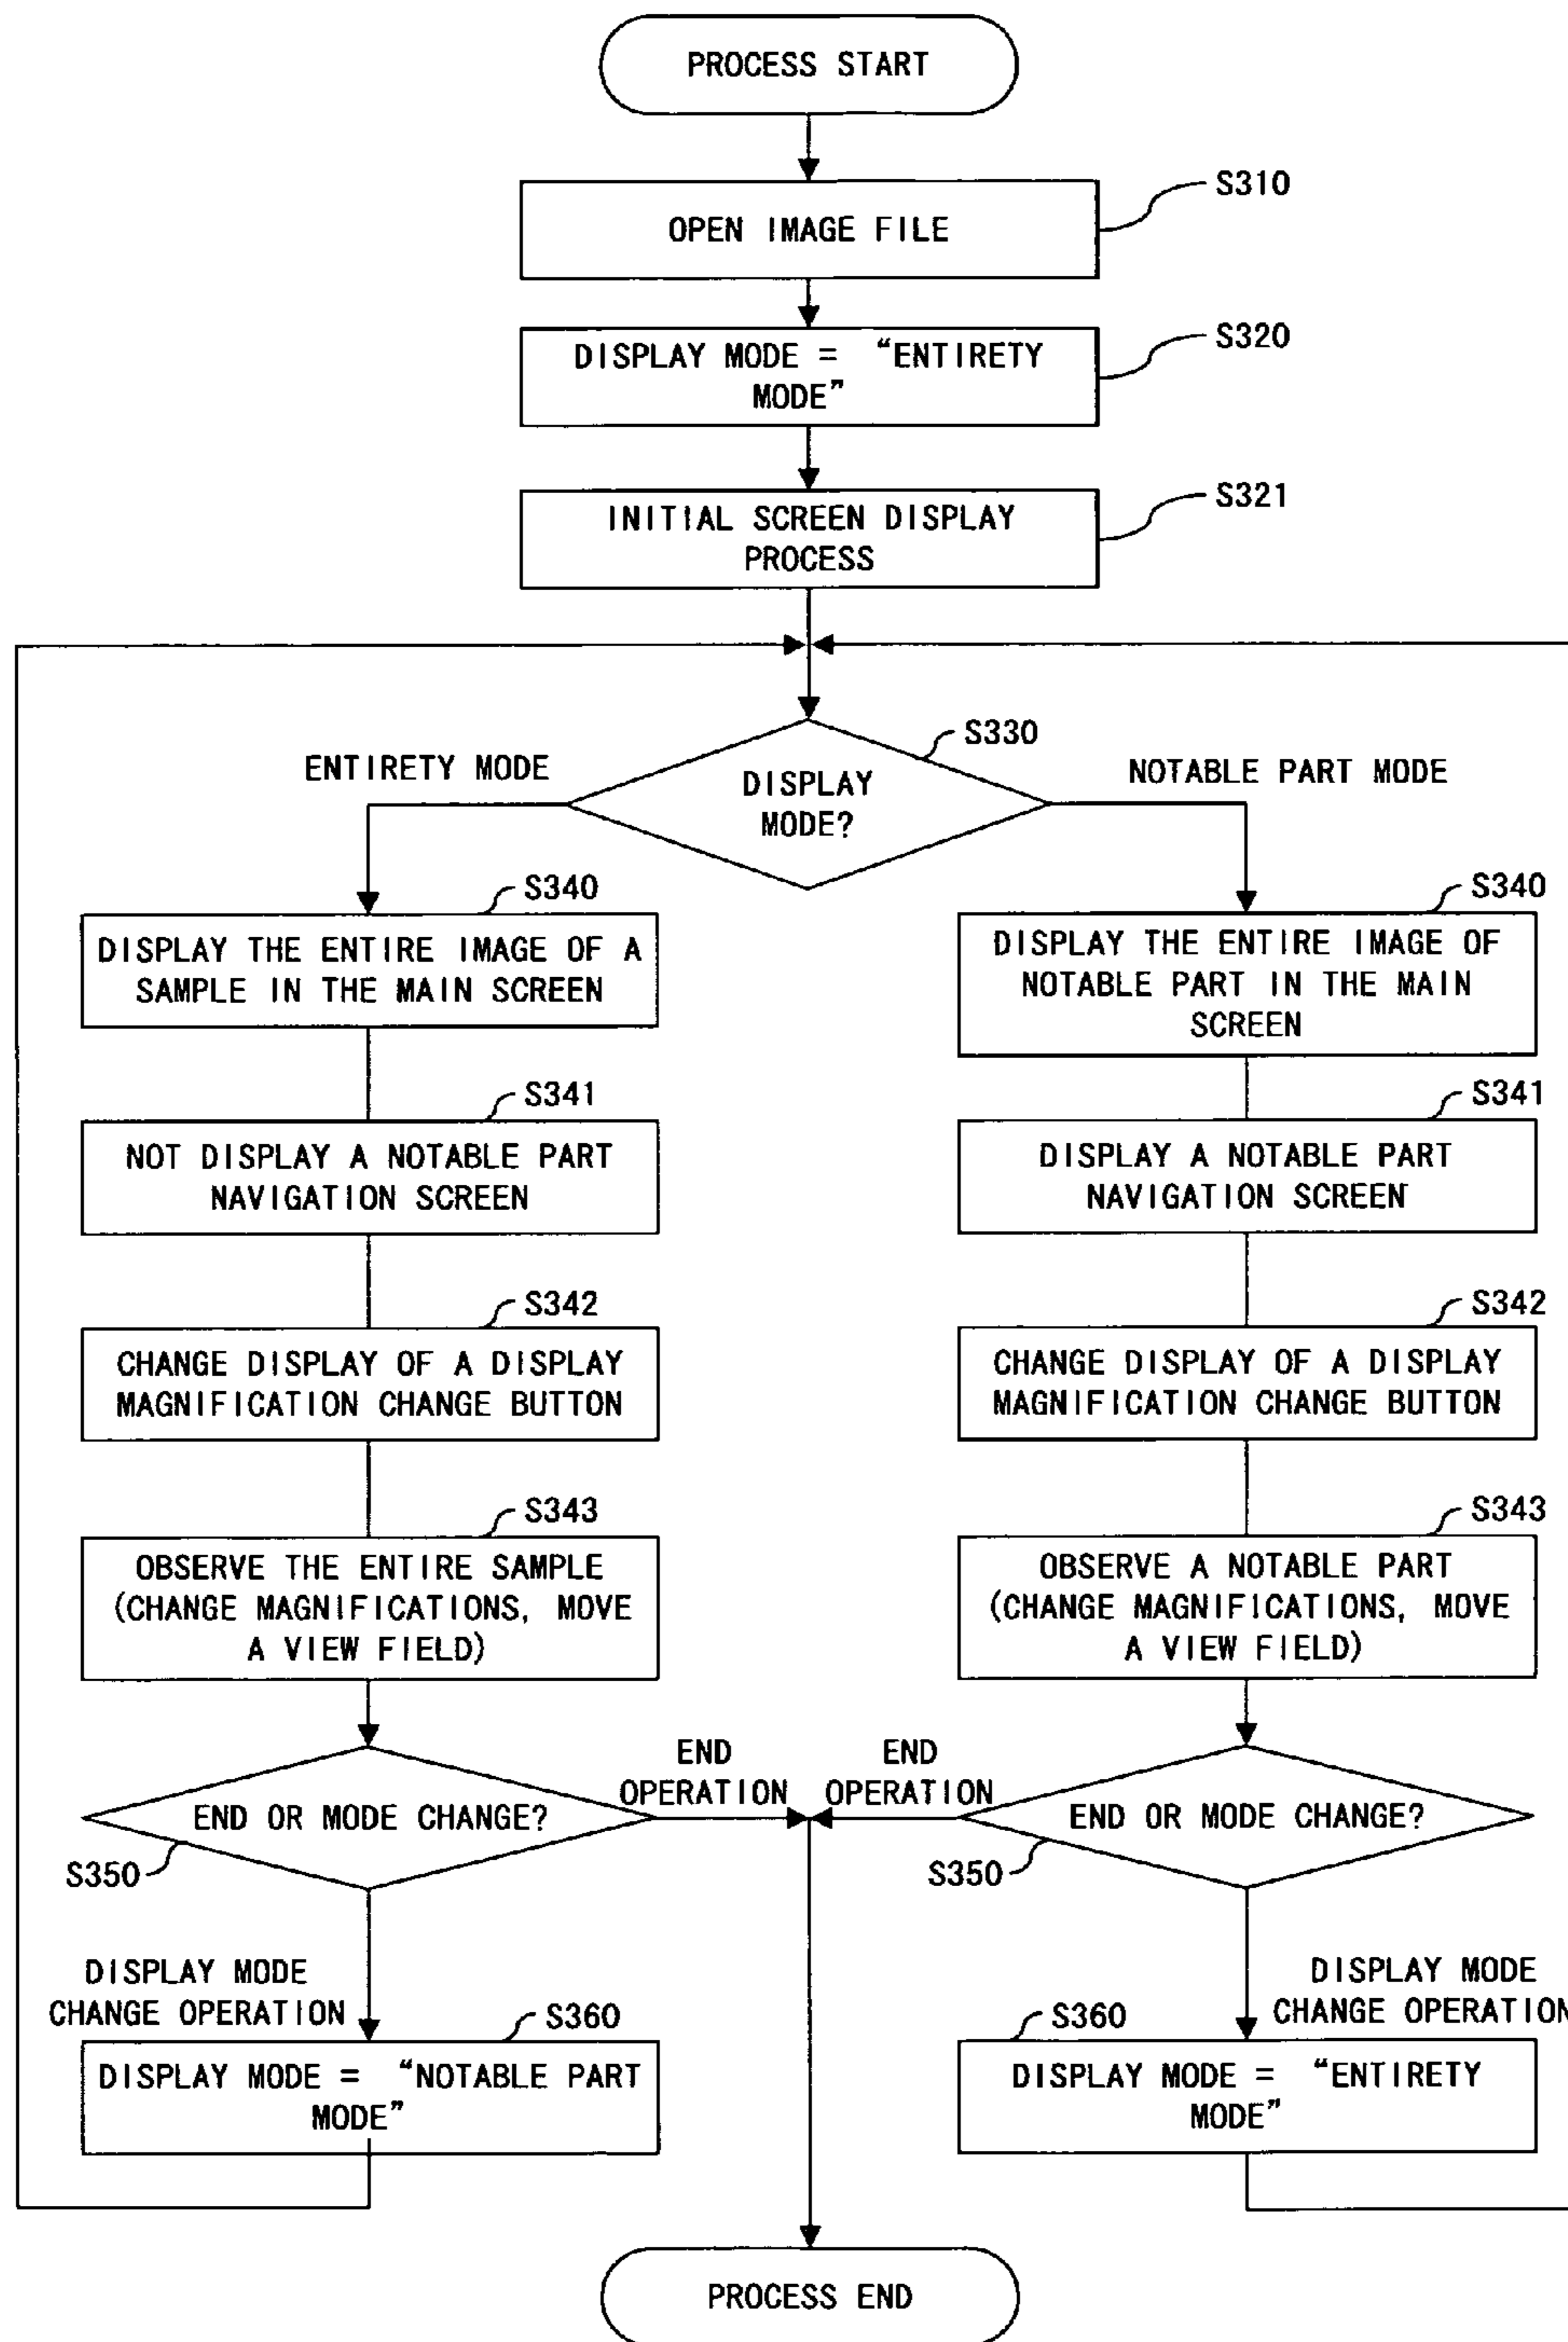 PROCESS START
S310
OPEN IMAGE FILE
S320
DISPLAY MODE = “ENTIRETY
MODE”
S321
INITIAL SCREEN DISPLAY
PROCESS
S330
ENTIRETY MODE
DISPLAY
MODE?
NOTABLE PART MODE
S340
DISPLAY THE ENTIRE IMAGE OF A
SAMPLE IN THE MAIN SCREEN
S341
NOT DISPLAY A NOTABLE PART
NAVIGATION SCREEN
S342
CHANGE DISPLAY OF A DISPLAY
MAGNIFICATION CHANGE BUTTON
S343
OBSERVE THE ENTIRE SAMPLE
(CHANGE MAGNIFICATIONS, MOVE
A VIEW FIELD)
END OR MODE CHANGE?
S350
END
OPERATION
DISPLAY MODE
CHANGE OPERATION
S360
DISPLAY MODE = “NOTABLE PART
MODE”
S340
DISPLAY THE ENTIRE IMAGE OF
NOTABLE PART IN THE MAIN
SCREEN
S341
DISPLAY A NOTABLE PART
NAVIGATION SCREEN
S342
CHANGE DISPLAY OF A DISPLAY
MAGNIFICATION CHANGE BUTTON
S343
OBSERVE A NOTABLE PART
(CHANGE MAGNIFICATIONS, MOVE
A VIEW FIELD)
END
OPERATION
END OR MODE CHANGE?
S350
DISPLAY MODE
CHANGE OPERATION
S360
DISPLAY MODE = “ENTIRETY
MODE”
PROCESS END